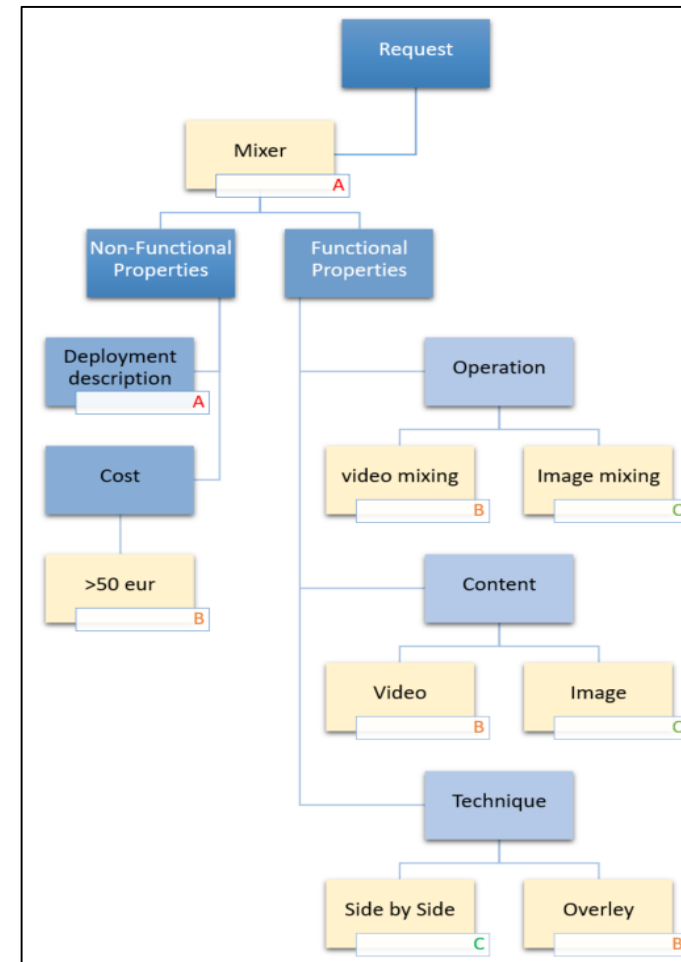 Request
Mixer
A
Non-Functional
Properties
Functional
Properties
Deployment
description
A
Operation
Cost
video mixing
B
Image mixing
C
>50 eur
B
Content
Video
B
Image
C
Technique
Side by Side
C
Overley
B